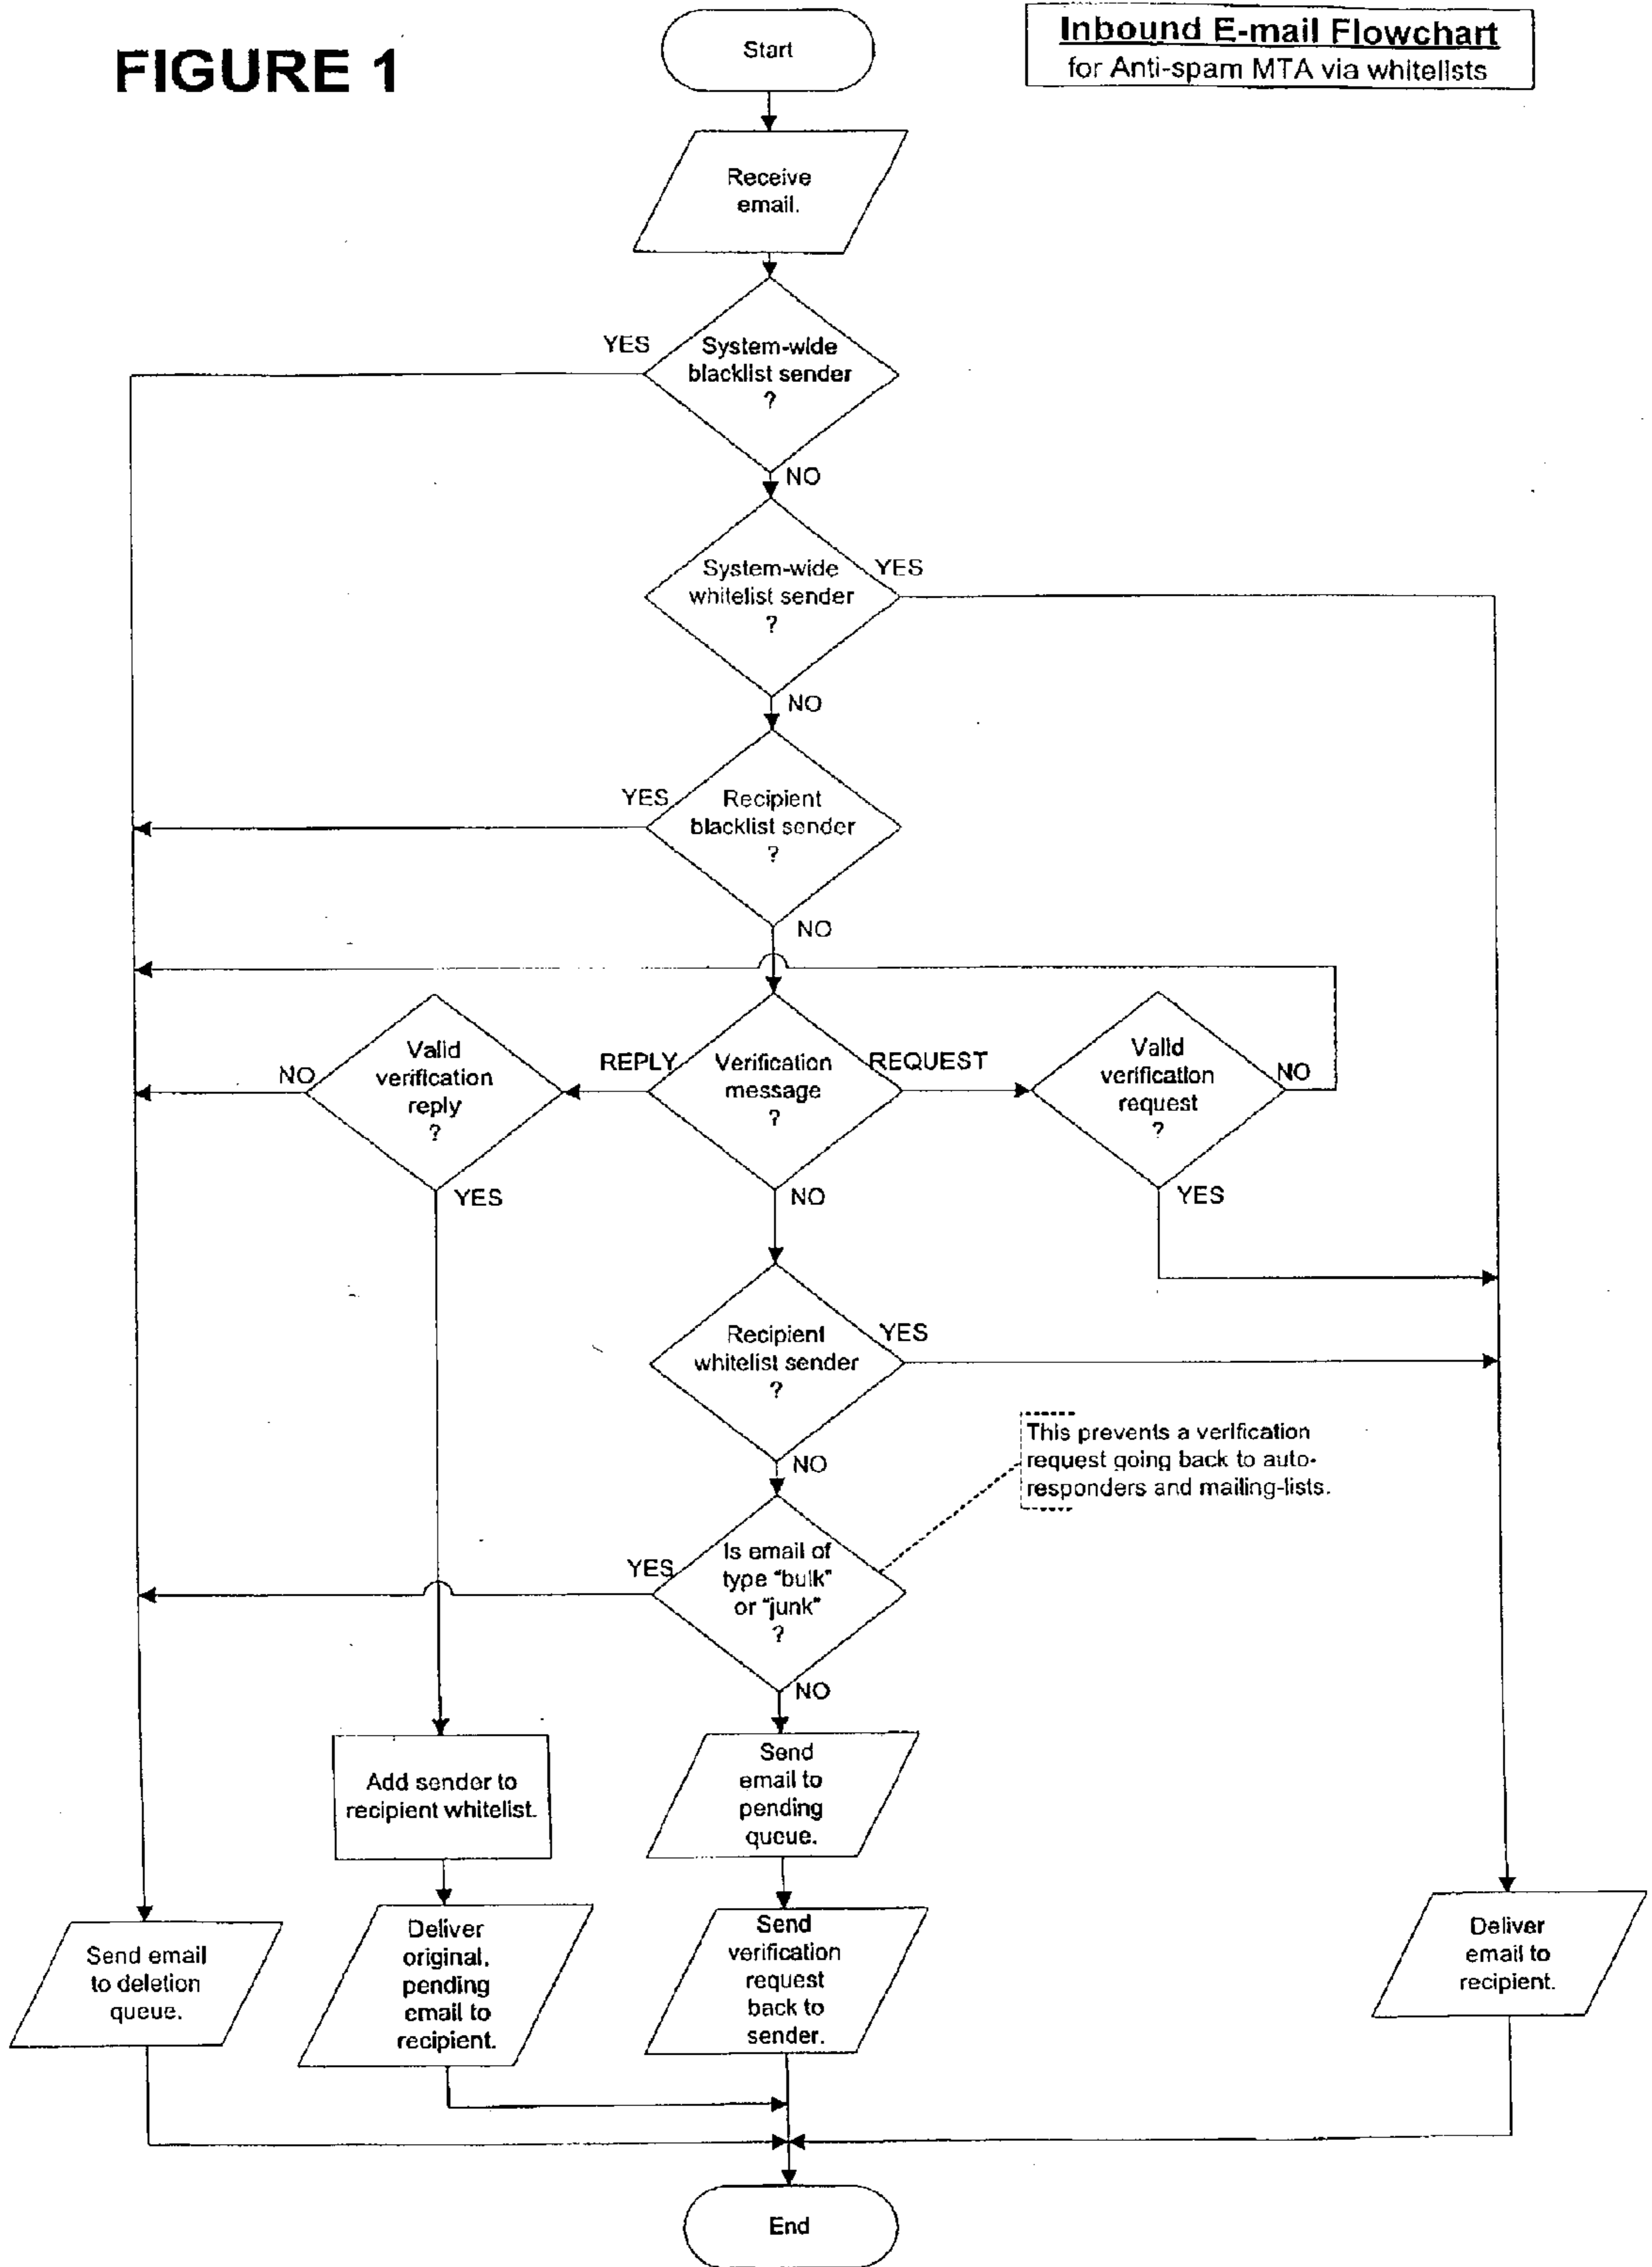 FIGURE 1
Inbound E-mail Flowchart
for Anti-spam MTA via whitelists
Start
Receive
email.
YES
System-wide
blacklist sender
?
NO
System-wide
whitelist sender
?
YES
NO
YES
Recipient
blacklist sender
?
NO
NO
Valid
verification
reply
?
YES
REPLY
Verification
message
?
REQUEST
NO
Valid
verification
request
?
NO
YES
Recipient
whitelist sender
?
YES
NO
This prevents a verification
request going back to auto-
responders and mailing-lists.
YES
Is email of
type "bulk"
or "junk"
?
NO
Add sender to
recipient whitelist.
Send
email to
pending
queue.
Send email
to deletion
queue.
Deliver
original,
pending
email to
recipient.
Send
verification
request
back to
sender.
Deliver
email to
recipient.
End